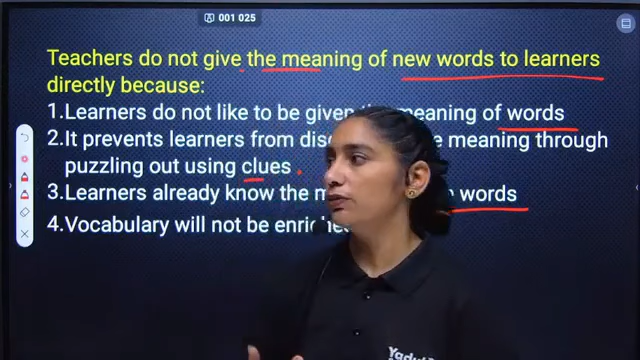 001 025
Teachers do not give the meaning of new words to learners
directly because:
1.Learners do not like to be given the meaning of words
2.It prevents learners from meaning through
puzzling out using clues .
3.Learners already know the words
4.Vocabulary will not be